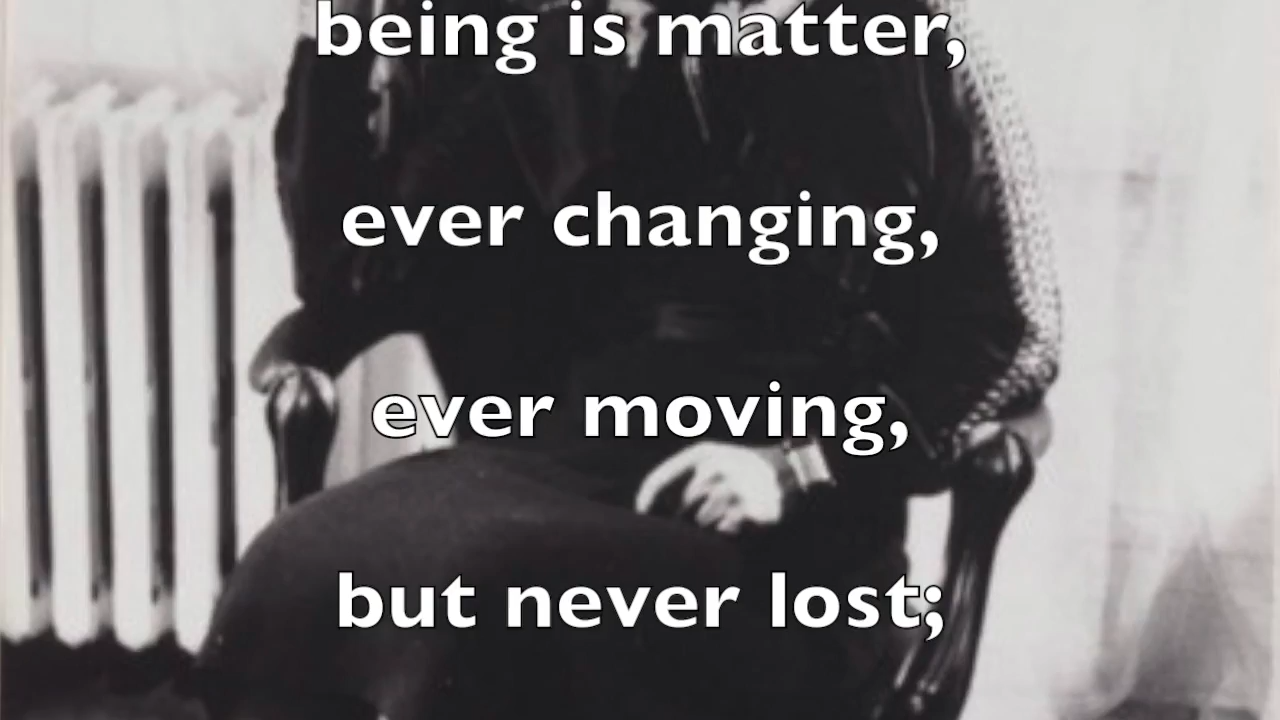 being is matter,
ever changing,
ever moving,
but never lost;